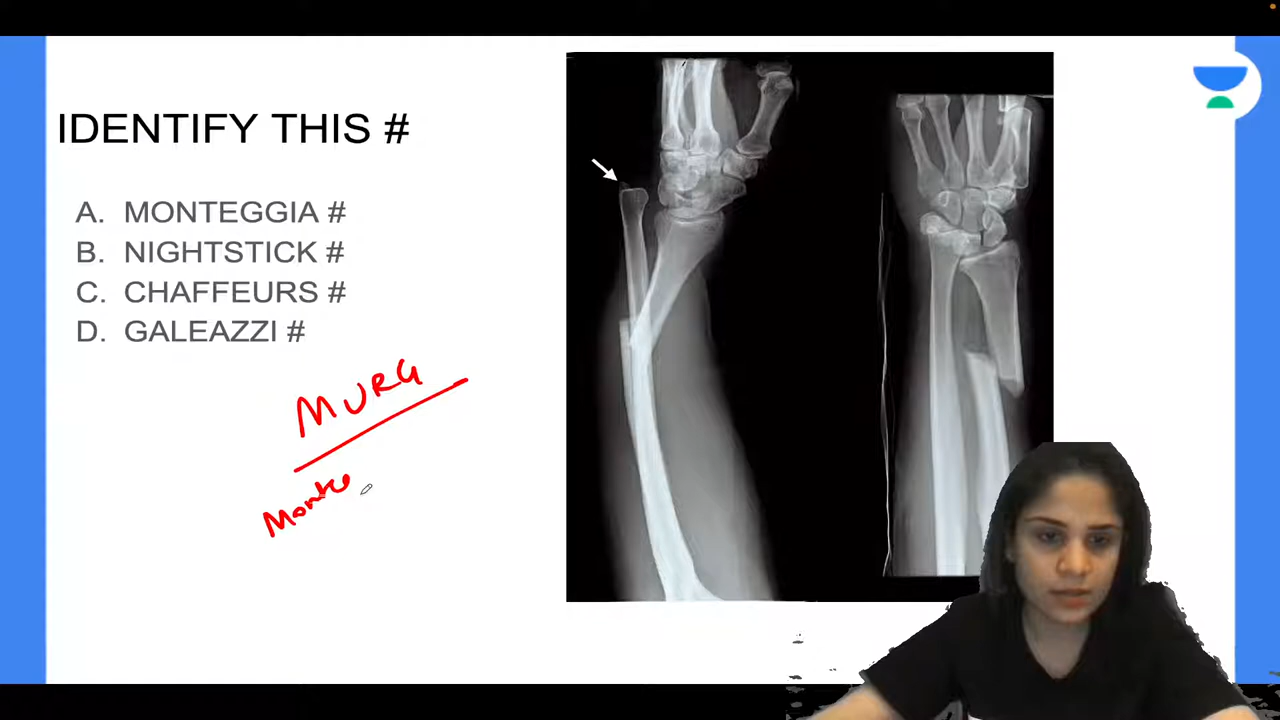 IDENTIFY THIS #
A. MONTEGGIA #
B. NIGHTSTICK #
C. CHAFFEURS #
D. GALEAZZI #
MURG
Monte